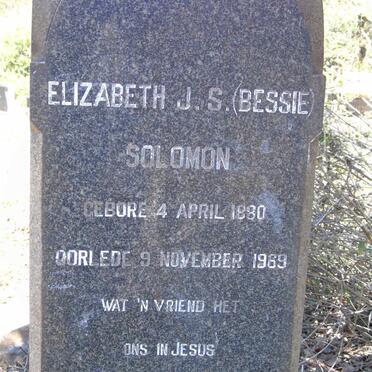 ELIZABETH J. S. (BESSIE)
SOLOMON
GEBORE 4 APRIL 1880
OORLEDE 9 NOVEMBER 1969
WAT 'N VRIEND HET
ONS IN JESUS